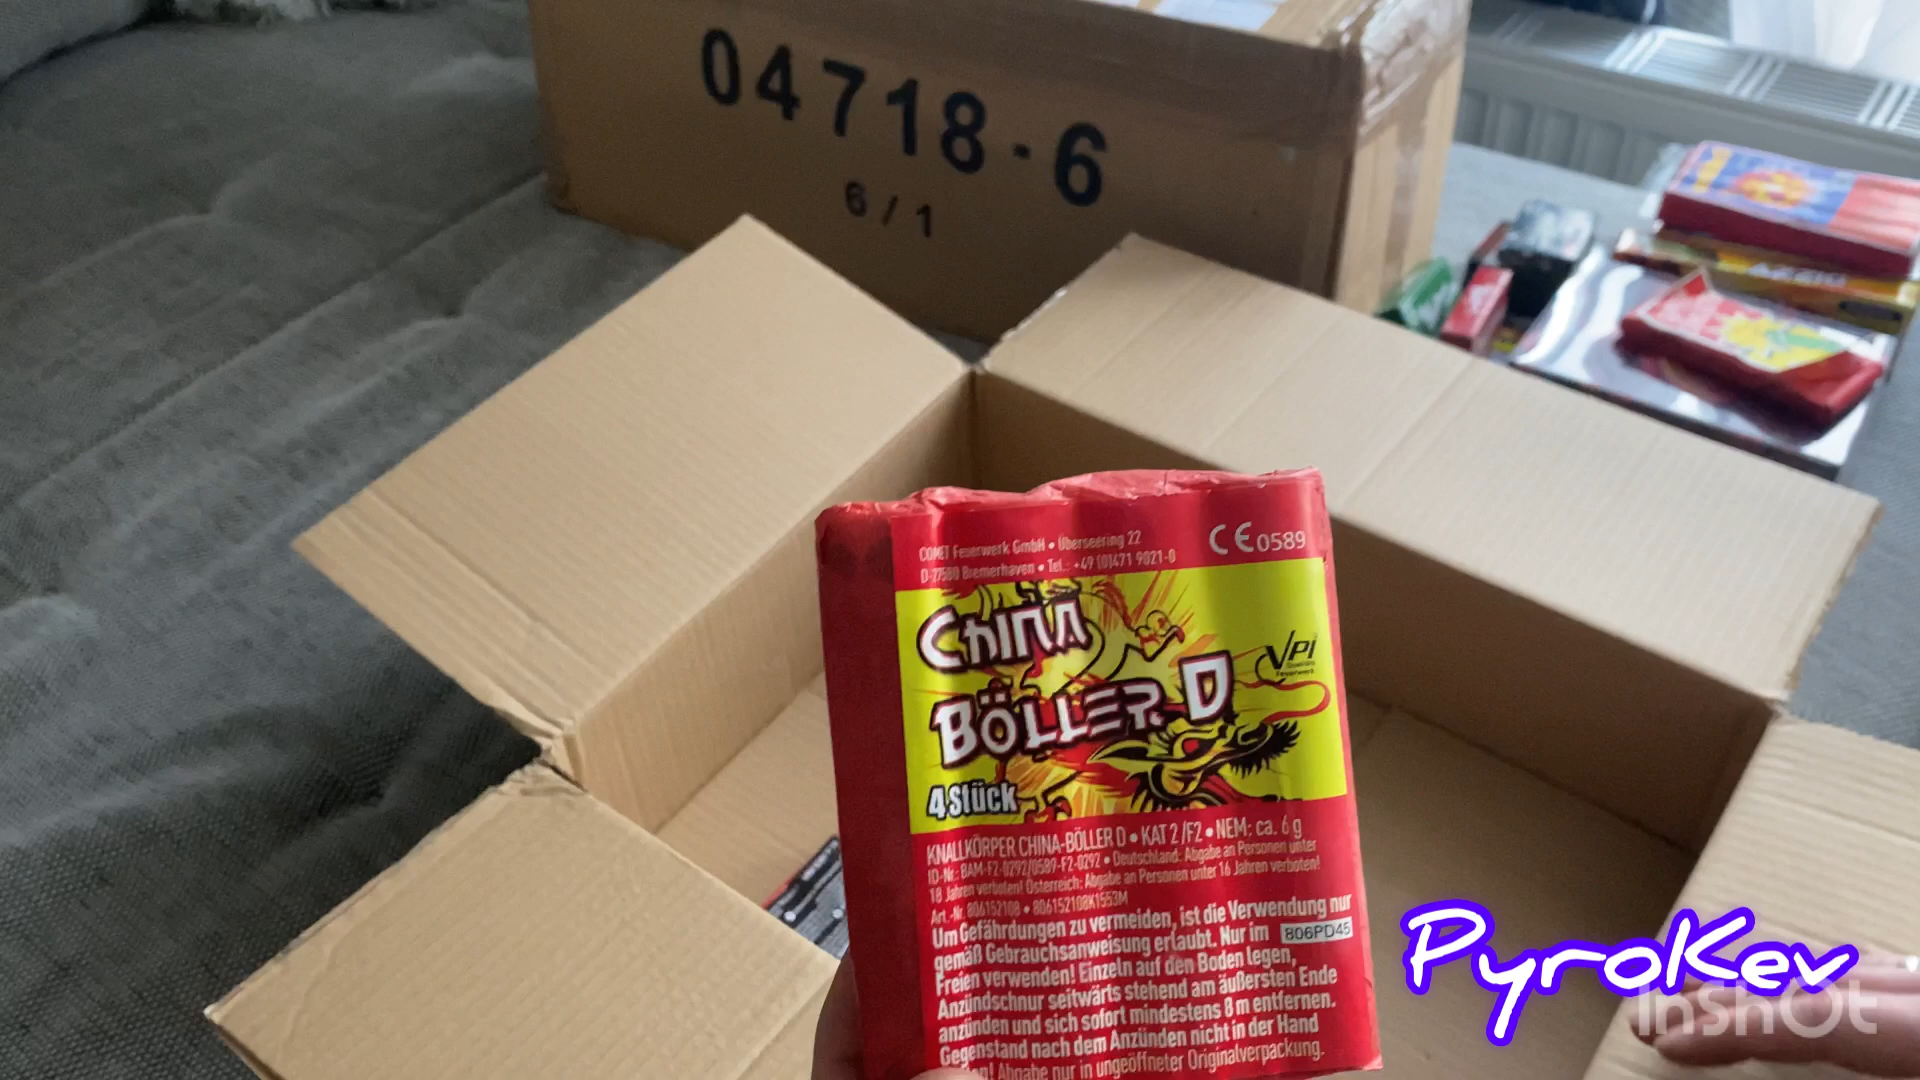 04718-6
6/1
COMET Feuerwerk GmbH • Überseering 22
D-27580 Bremerhaven • Tel.: +49 (0)471 9021-0
CE0589
CHINA
BÖLLER D
VPi
Feuerwerk
4 Stück
KNALLKÖRPER CHINA-BÖLLER D • KAT 2 /F2 • NEM: ca. 6 g
ID-Nr.: BAM-F2-0292/0589-F2-0292 • Deutschland: Abgabe an Personen unter
18 Jahren verboten! Österreich: Abgabe an Personen unter 16 Jahren verboten!
Art.-Nr. 806152108 • 806152108K1553M
Um Gefährdungen zu vermeiden, ist die Verwendung nur
gemäß Gebrauchsanweisung erlaubt. Nur im 806PD45
Freien verwenden! Einzeln auf den Boden legen,
Anzündschnur seitwärts stehend am äußersten Ende
anzünden und sich sofort mindestens 8 m entfernen.
Gegenstand nach dem Anzünden nicht in der Hand
Abgabe nur in ungeöffneter Originalverpackung.
PyroKev
InShOt